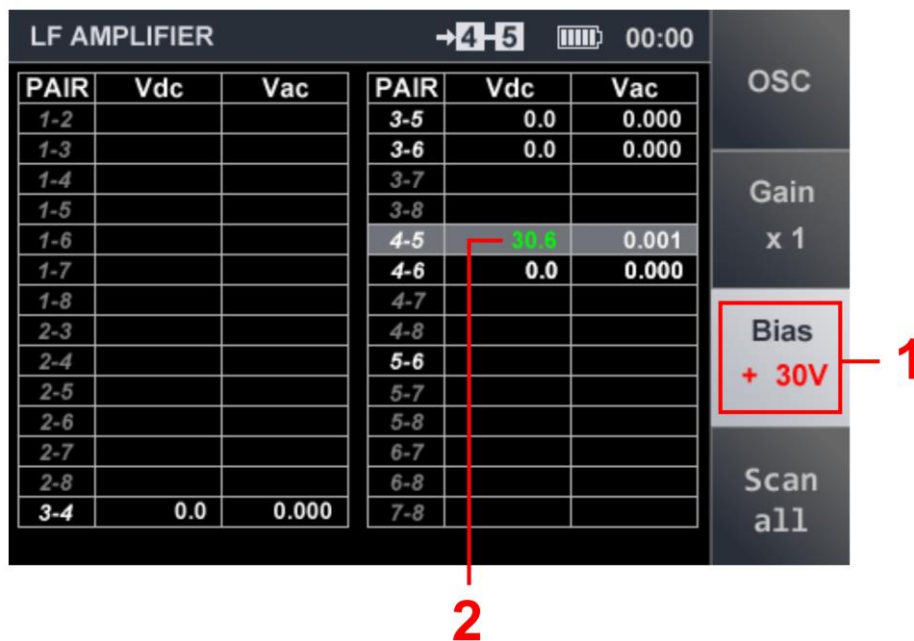 LF AMPLIFIER →4-5 00:00
PAIR Vdc Vac PAIR Vdc Vac
1-2 3-5 0.0 0.000
1-3 3-6 0.0 0.000
1-4 3-7
1-5 3-8
1-6 4-5 30.6 0.001
1-7 4-6 0.0 0.000
1-8 4-7
2-3 4-8
2-4 5-6
2-5 5-7
2-6 5-8
2-7 6-7
2-8 6-8
3-4 0.0 0.000 7-8
OSC
Gain
x 1
Bias
+ 30V
Scan
all
1
2